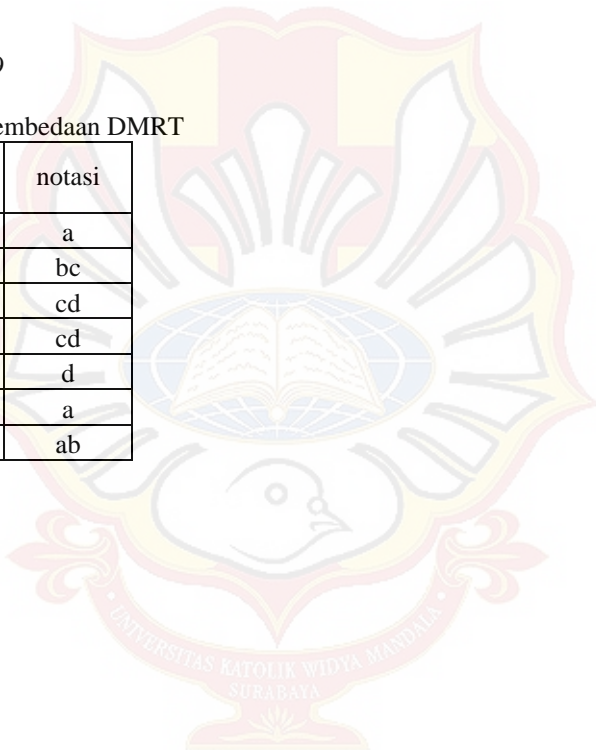 embedaan DMRT
notasi
a
bc
cd
cd
d
a
ab
UNIVERSITAS KATOLIK WIDYA MANDALA
SURABAYA